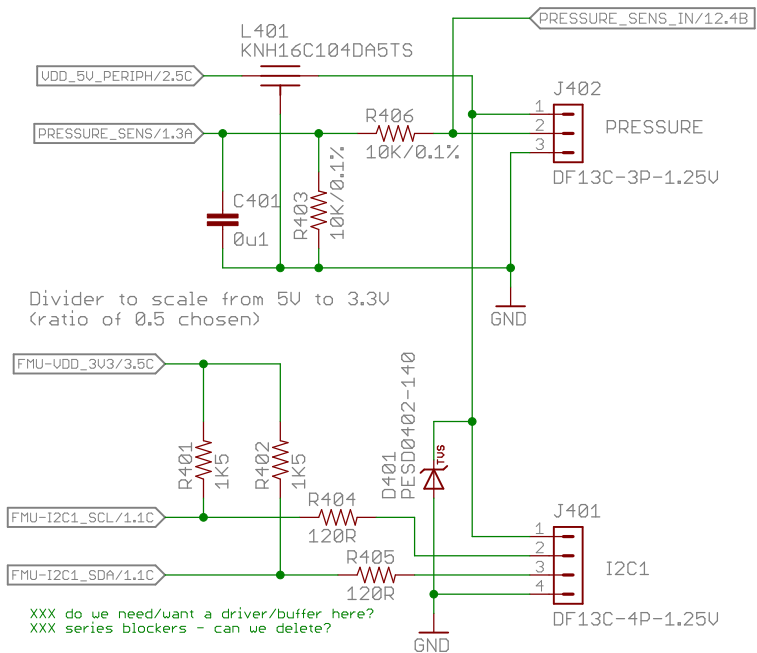 PRESSURE_SENS_IN/12.4B
L401
KNH16C104DA5TS
VDD_5V_PERIPH/2.5C
J402
R406
1
PRESSURE_SENS/1.3A
2
PRESSURE
10K/0.1%
3
C401
R403
10K/0.1%
DF13C-3P-1.25V
0u1
Divider to scale from 5V to 3.3V
(ratio of 0.5 chosen)
GND
FMU-VDD_3V3/3.5C
D401
PESD0402-140
TVS
R401
1K5
R402
1K5
R404
J401
FMU-I2C1_SCL/1.1C
120R
1
2
R405
3
I2C1
FMU-I2C1_SDA/1.1C
120R
4
XXX do we need/want a driver/buffer here?
XXX series blockers - can we delete?
DF13C-4P-1.25V
GND